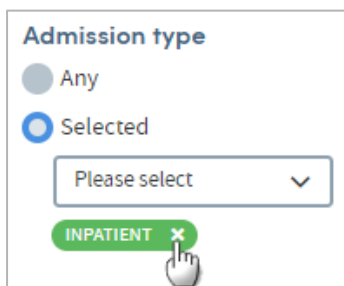 Admission type
Any
Selected
Please select
INPATIENT